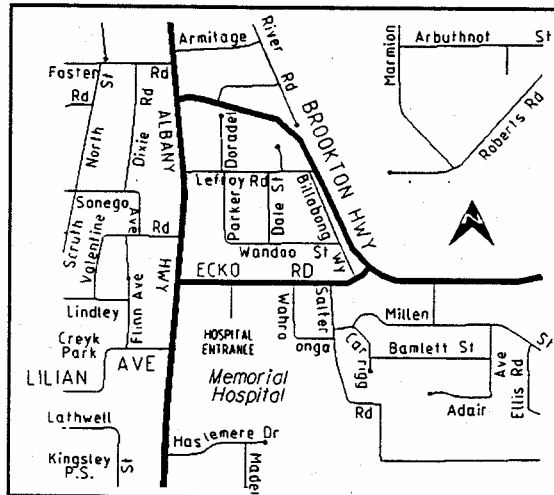 Armitage
River Rd
Marmion
Arbuthnot St
Roberts Rd
Foster Rd
Rd
North St
Dixie Rd
ALBANY HWY
Doradel
BROOKTON HWY
Lefroy Rd
Parker
Dale St
Billabong Wy
Wandoo St
N
Sonego Ave
Rd
Scruth
Valentine
ECKO RD
Flinn Ave
Lindley
HOSPITAL
ENTRANCE
Wahro
onga
Salter
Rd
Millen St
Carrigg
Bamlett St
Ave
Ellis Rd
Adair
Creyk
Park
LILIAN AVE
Memorial
Hospital
Lathwell St
Kingsley
P.S.
Haslemere Dr
Madel